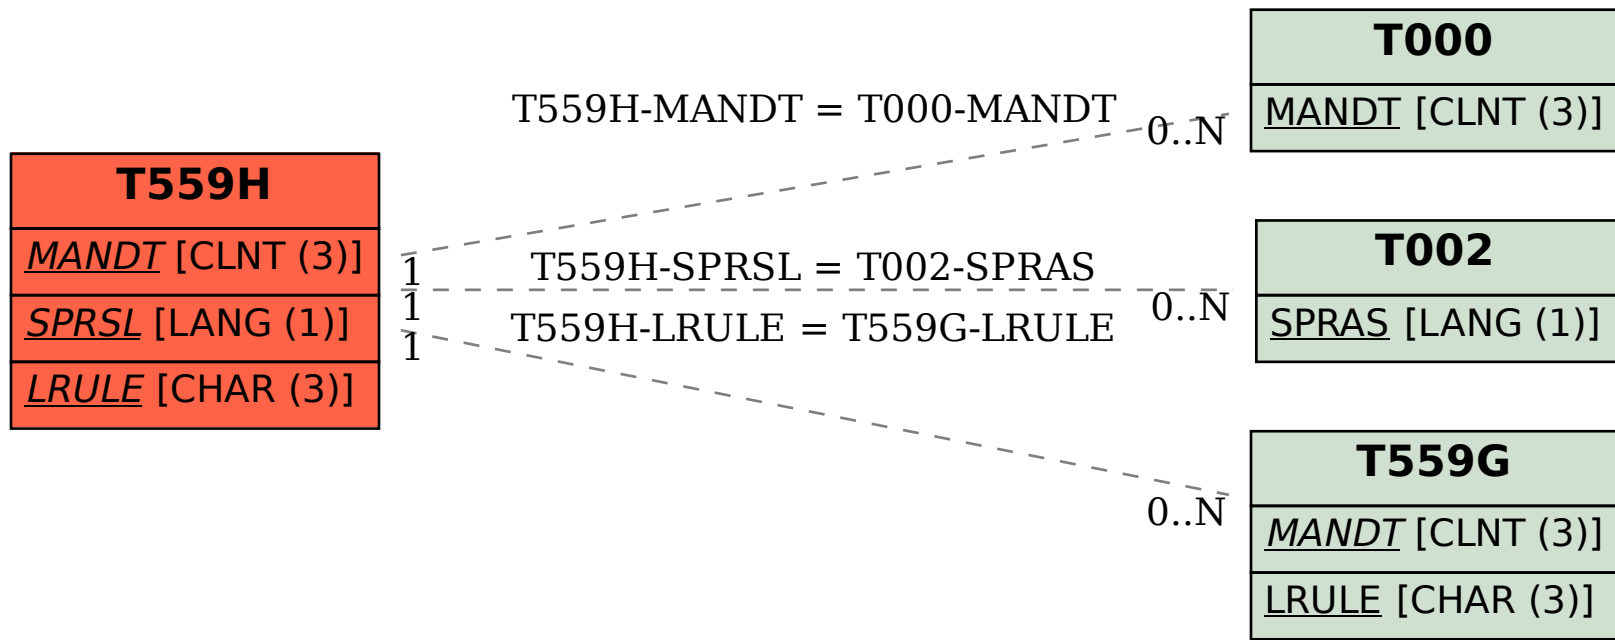 T559H
MANDT [CLNT (3)]
SPRSL [LANG (1)]
LRULE [CHAR (3)]
T559H-MANDT = T000-MANDT
1
0..N
T559H-SPRSL = T002-SPRAS
1
0..N
T559H-LRULE = T559G-LRULE
1
0..N
T000
MANDT [CLNT (3)]
T002
SPRAS [LANG (1)]
T559G
MANDT [CLNT (3)]
LRULE [CHAR (3)]